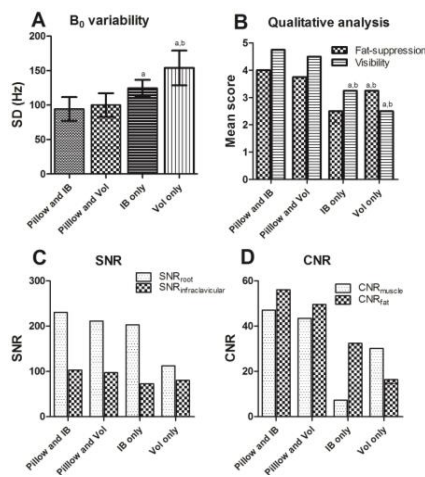 A
B₀ variability
SD (Hz)
200
150
100
50
0
a
a,b
Pillow and IB
Pilllow and Vol
IB only
Vol only
B
Qualitative analysis
Mean score
5
4
3
2
1
0
Fat-suppression
Visibility
a,b
a,b
a,b
Pillow and IB
Pilllow and Vol
IB only
Vol only
C
SNR
SNR
300
200
100
0
SNRroot
SNRinfraclavicular
Pillow and IB
Pilllow and Vol
IB only
Vol only
D
CNR
CNR
60
40
20
0
CNRmuscle
CNRfat
Pillow and IB
Pilllow and Vol
IB only
Vol only